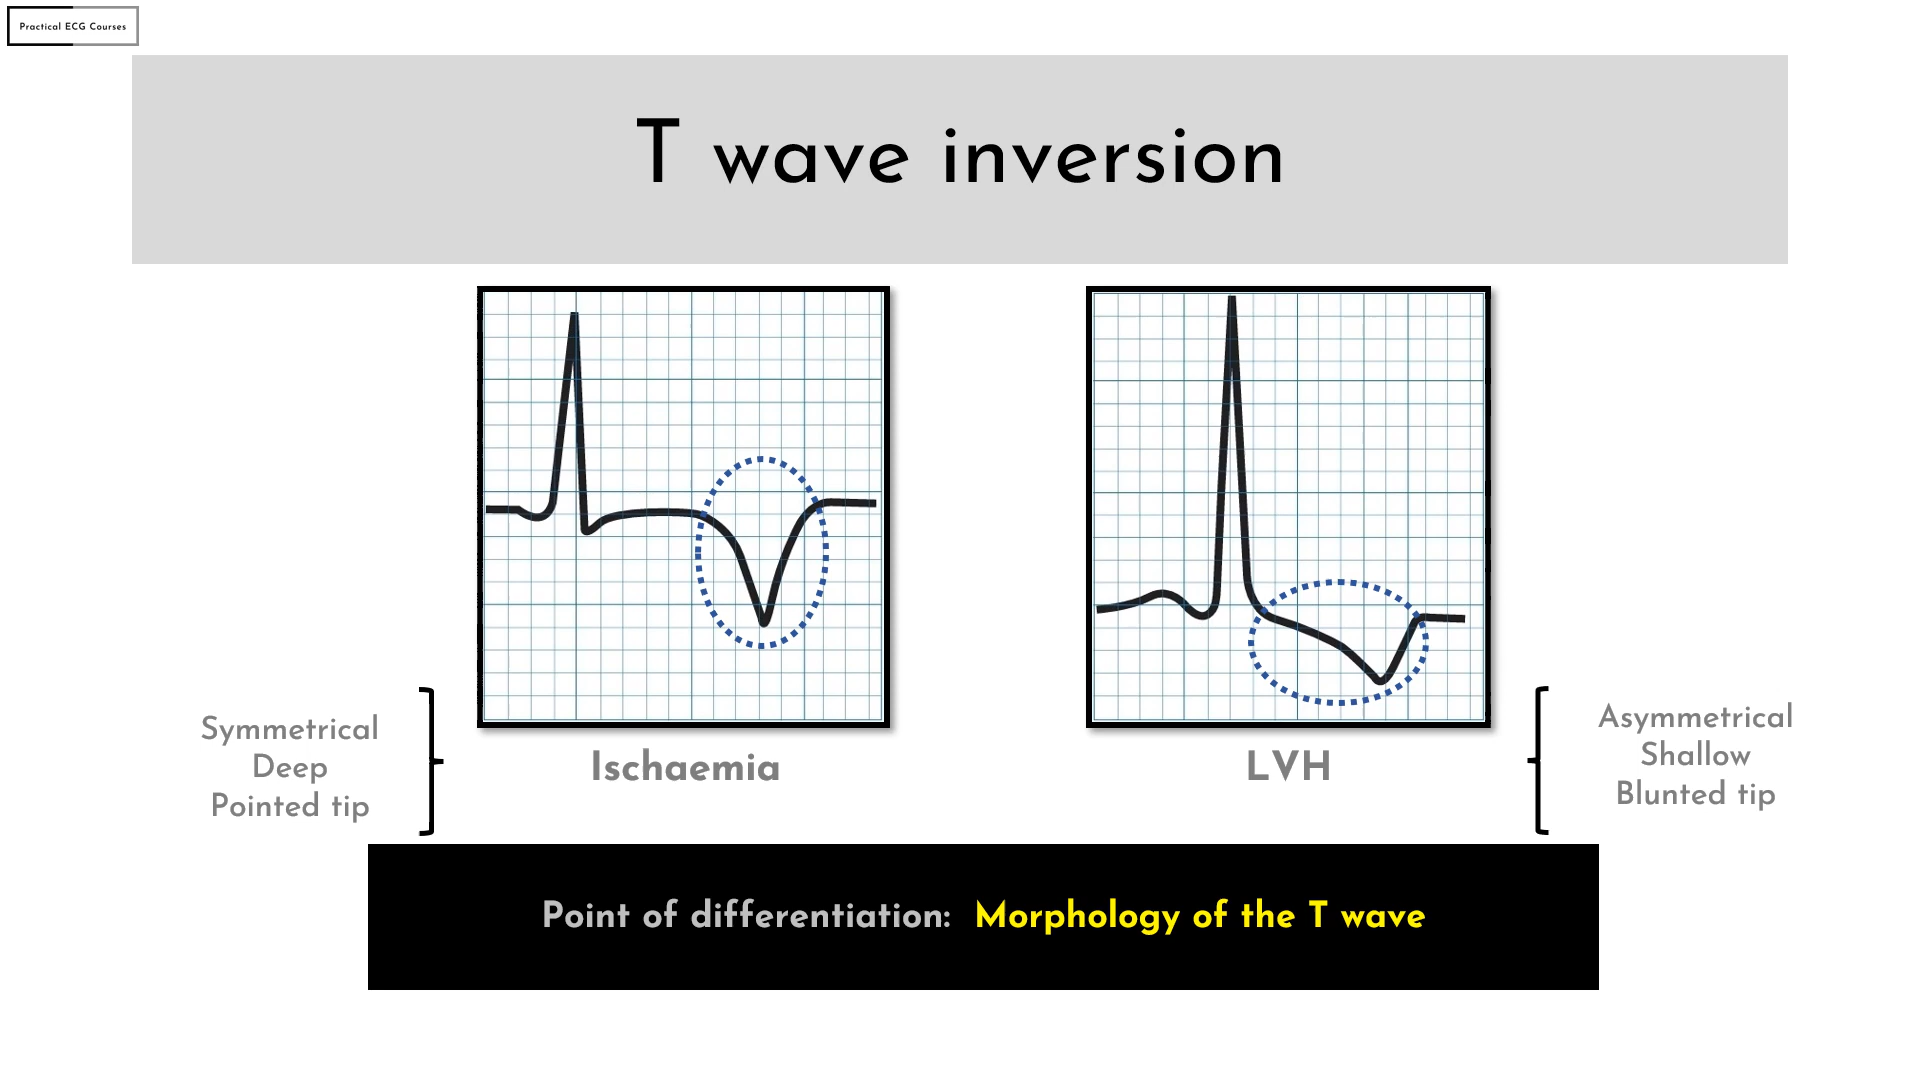 Practical ECG Courses
T wave inversion
Symmetrical
Deep
Pointed tip
Ischaemia
LVH
Asymmetrical
Shallow
Blunted tip
Point of differentiation: Morphology of the T wave